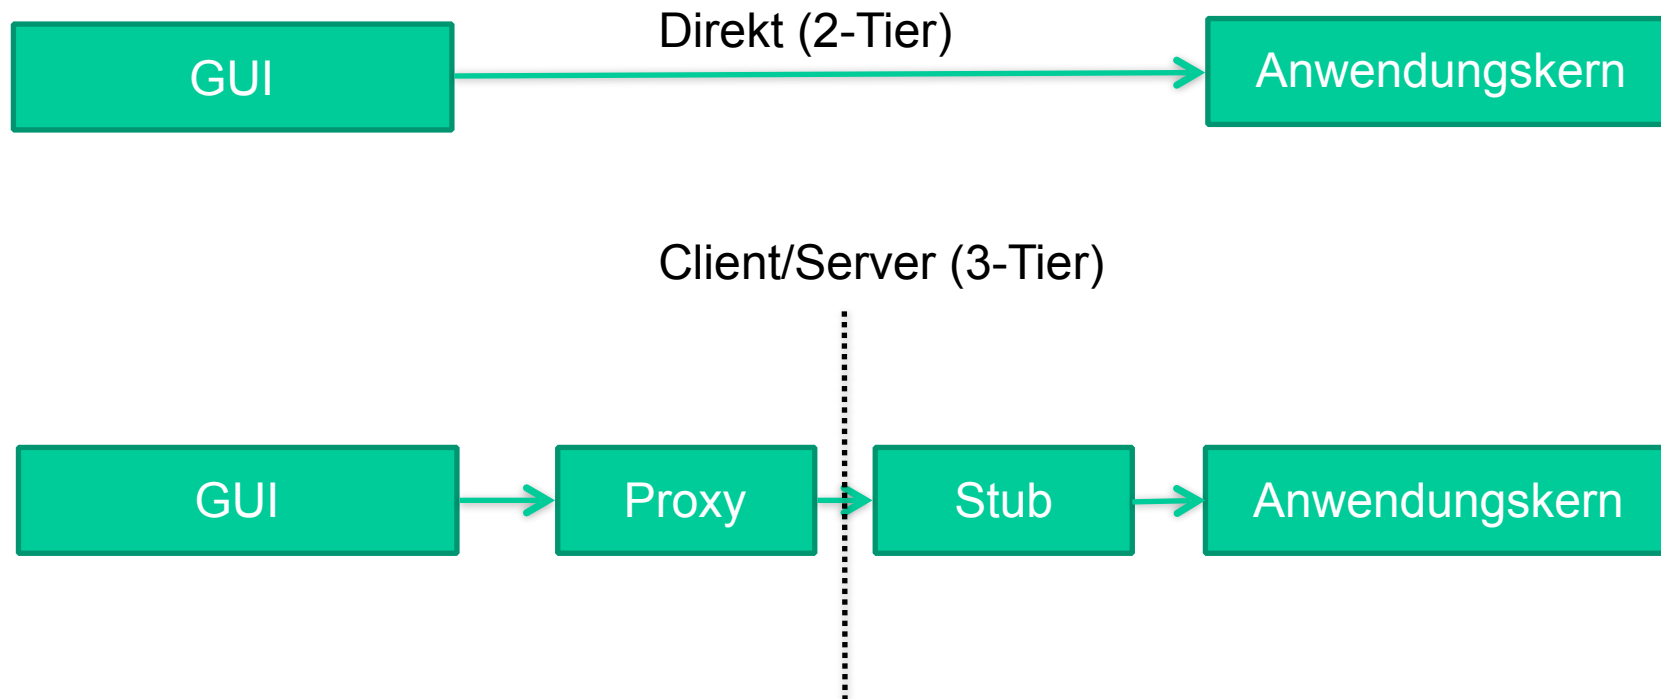 Direkt (2-Tier)
GUI
Anwendungskern
Client/Server (3-Tier)
GUI
Proxy
Stub
Anwendungskern